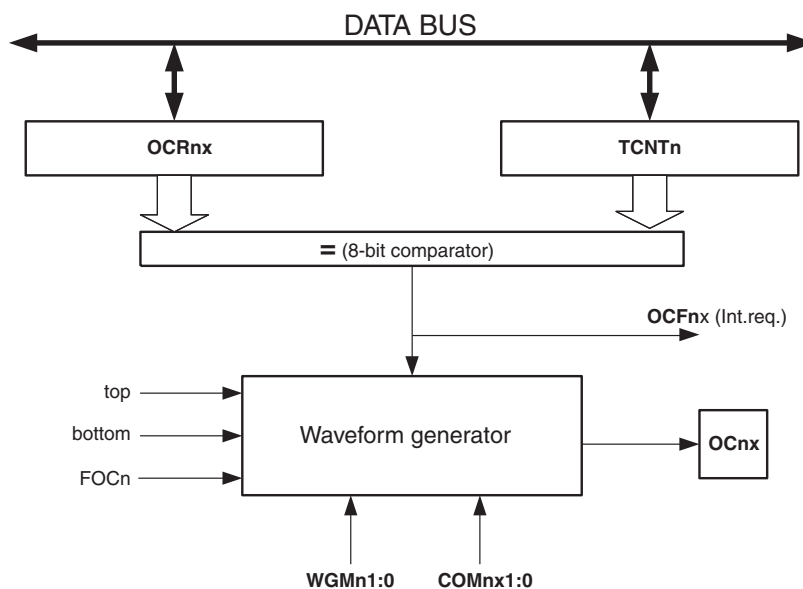 DATA BUS
OCRnx
TCNTn
= (8-bit comparator)
OCFnx (Int.req.)
top
bottom
FOCn
Waveform generator
OCnx
WGMn1:0
COMnx1:0